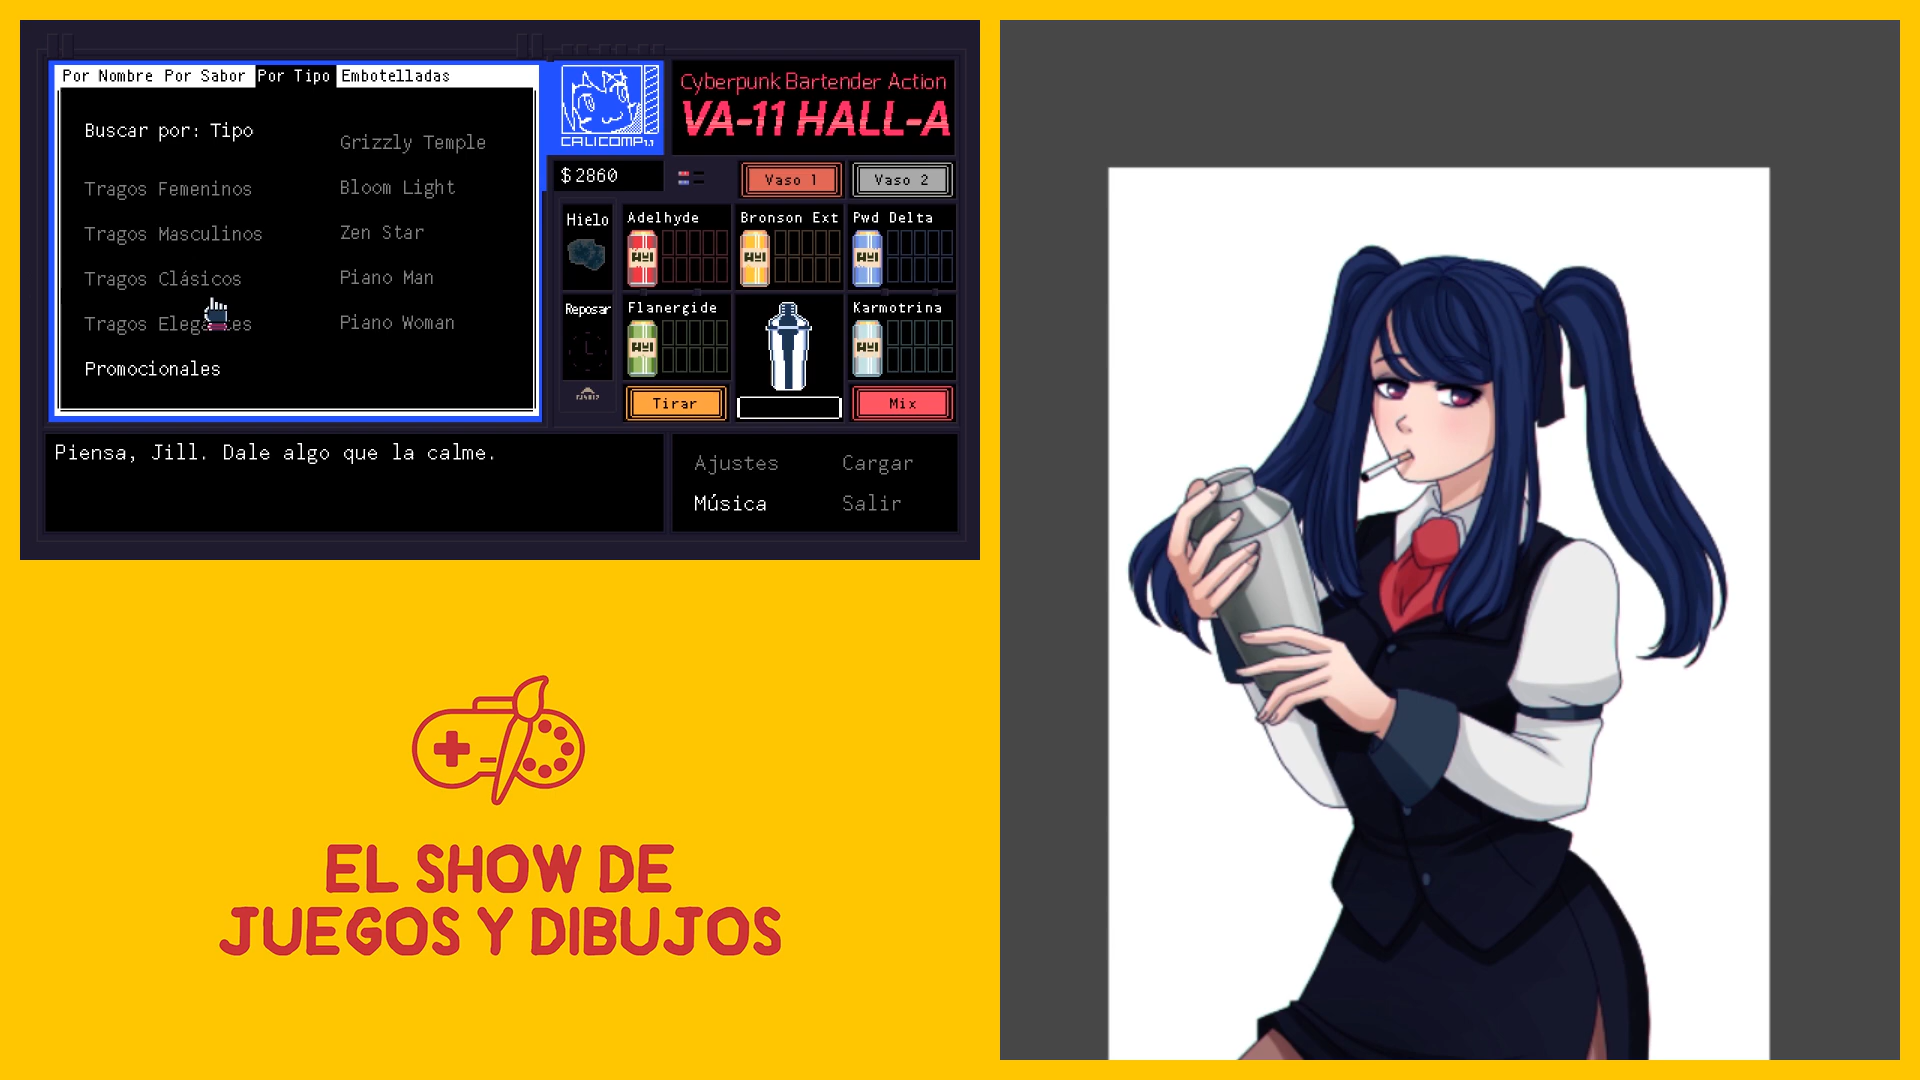 Por Nombre Por Sabor Por Tipo Embotelladas
Buscar por: Tipo
Tragos Femeninos
Tragos Masculinos
Tragos Clásicos
Promocionales
Grizzly Temple
Bloom Light
Zen Star
Piano Man
Piano Woman
CALICOMP1.1
Cyberpunk Bartender Action
VA-11 HALL-A
$2860
Vaso 1
Vaso 2
Hielo
Adelhyde
Bronson Ext
Pwd Delta
Reposar
Flanergide
Karmotrina
Tirar
Mix
Piensa, Jill. Dale algo que la calme.
Ajustes
Cargar
Música
Salir
EL SHOW DE
JUEGOS Y DIBUJOS